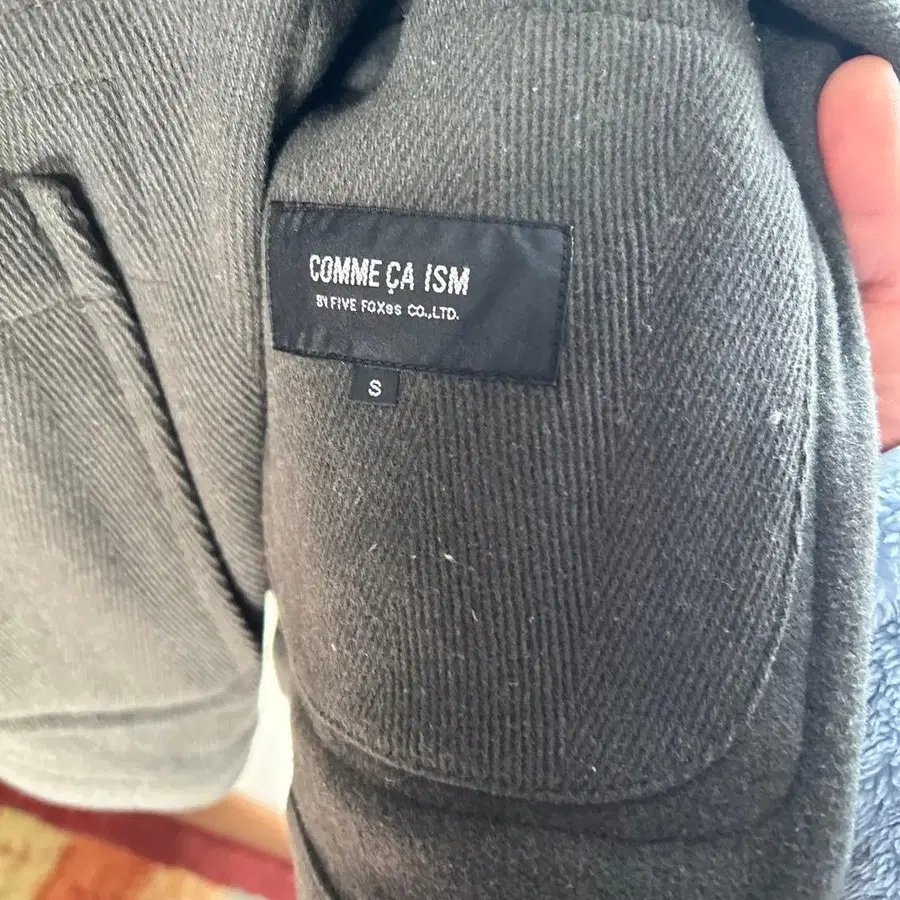 COMME ÇA ISM
BY FIVE FOXes CO.,LTD.
S